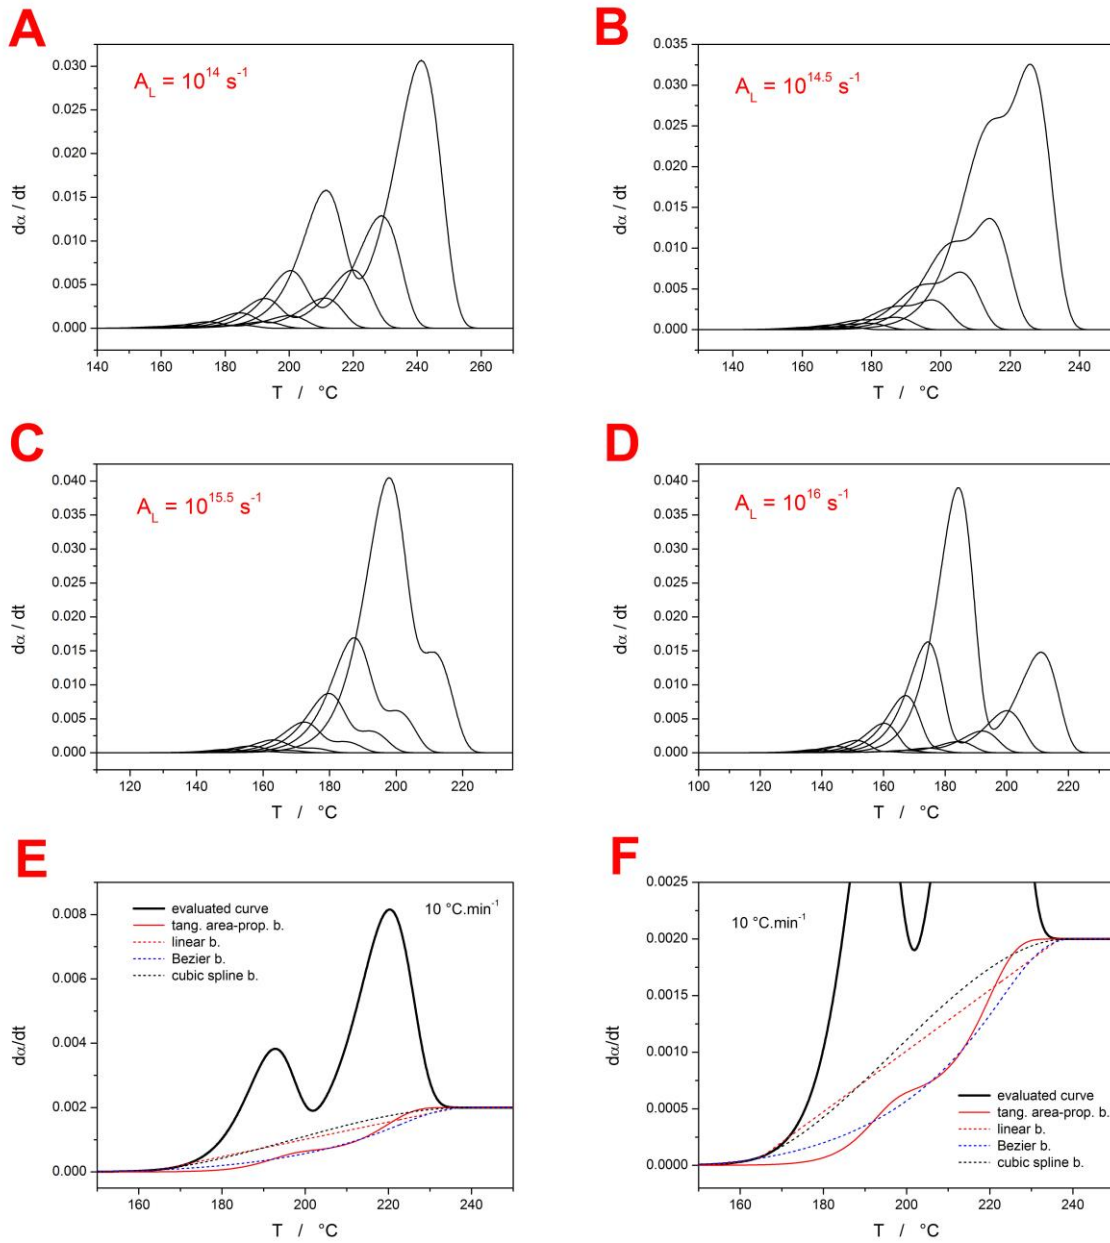 A
A_L = 10^14 s^-1
0.030
0.025
0.020
0.015
0.010
0.005
0.000
dα / dt
140 160 180 200 220 240 260
T / °C
B
A_L = 10^14.5 s^-1
0.035
0.030
0.025
0.020
0.015
0.010
0.005
0.000
dα / dt
160 180 200 220 240
T / °C
C
A_L = 10^15.5 s^-1
0.040
0.035
0.030
0.025
0.020
0.015
0.010
0.005
0.000
dα / dt
120 140 160 180 200 220
T / °C
D
A_L = 10^16 s^-1
0.040
0.035
0.030
0.025
0.020
0.015
0.010
0.005
0.000
dα / dt
100 120 140 160 180 200 220
T / °C
E
evaluated curve
tang. area-prop. b.
linear b.
Bezier b.
cubic spline b.
10 °C.min^-1
0.008
0.006
0.004
0.002
0.000
dα/dt
160 180 200 220 240
T / °C
F
10 °C.min^-1
0.0025
0.0020
0.0015
0.0010
0.0005
0.0000
dα/dt
evaluated curve
tang. area-prop. b.
linear b.
Bezier b.
cubic spline b.
160 180 200 220 240
T / °C